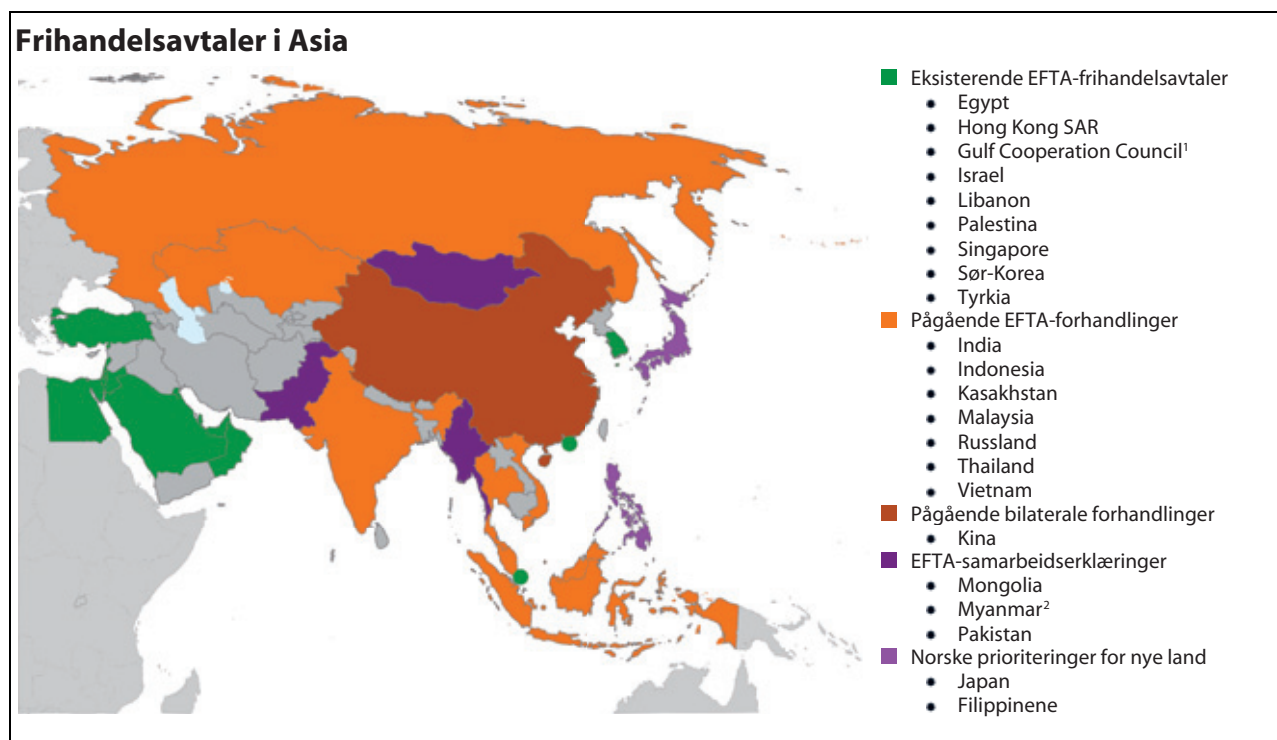 Frihandelsavtaler i Asia
Eksisterende EFTA-frihandelsavtaler
Egypt
Hong Kong SAR
Gulf Cooperation Council¹
Israel
Libanon
Palestina
Singapore
Sør-Korea
Tyrkia
Pågående EFTA-forhandlinger
India
Indonesia
Kasakhstan
Malaysia
Russland
Thailand
Vietnam
Pågående bilaterale forhandlinger
Kina
EFTA-samarbeidserklæringer
Mongolia
Myanmar²
Pakistan
Norske prioriteringer for nye land
Japan
Filippinene